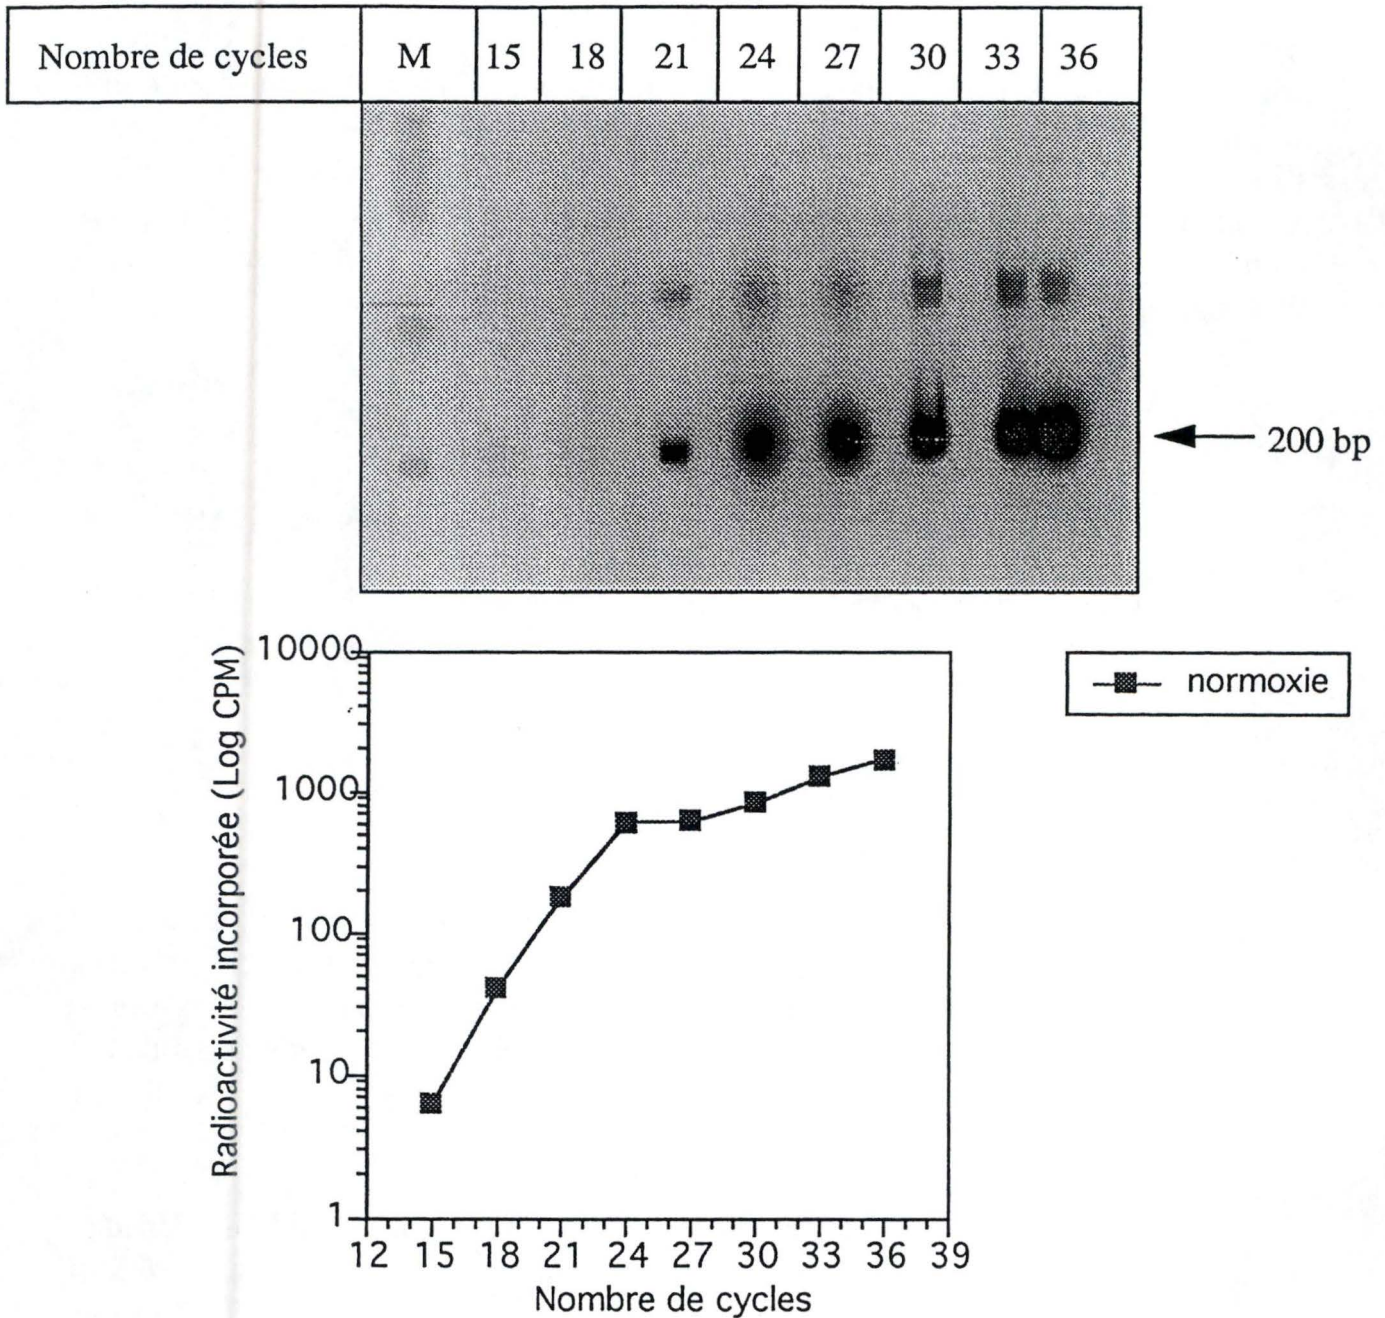 Nombre de cycles M 15 18 21 24 27 30 33 36
200 bp
10000
1000
100
10
1
Radioactivité incorporée (Log CPM)
normoxie
12 15 18 21 24 27 30 33 36 39
Nombre de cycles